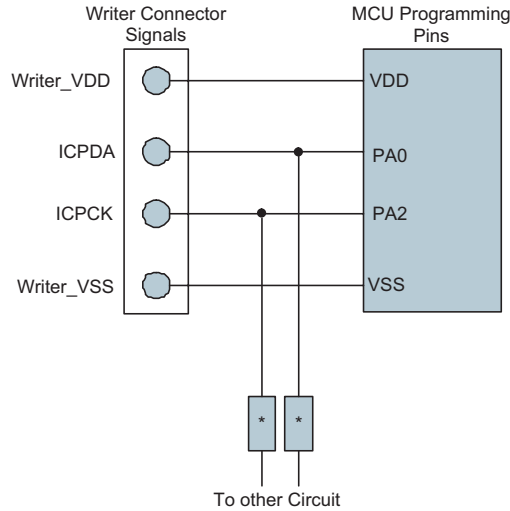 Writer Connector
Signals
MCU Programming
Pins
Writer_VDD
VDD
ICPDA
PA0
ICPCK
PA2
Writer_VSS
VSS
*
*
To other Circuit